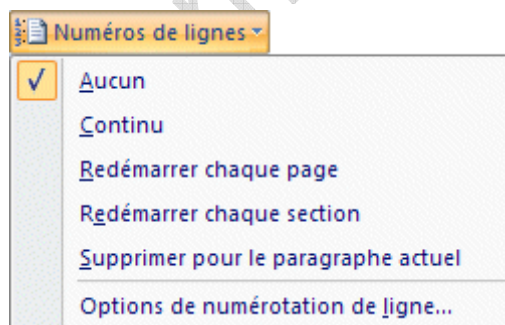 Numéros de lignes
Aucun
Continu
Redémarrer chaque page
Redémarrer chaque section
Supprimer pour le paragraphe actuel
Options de numérotation de ligne...